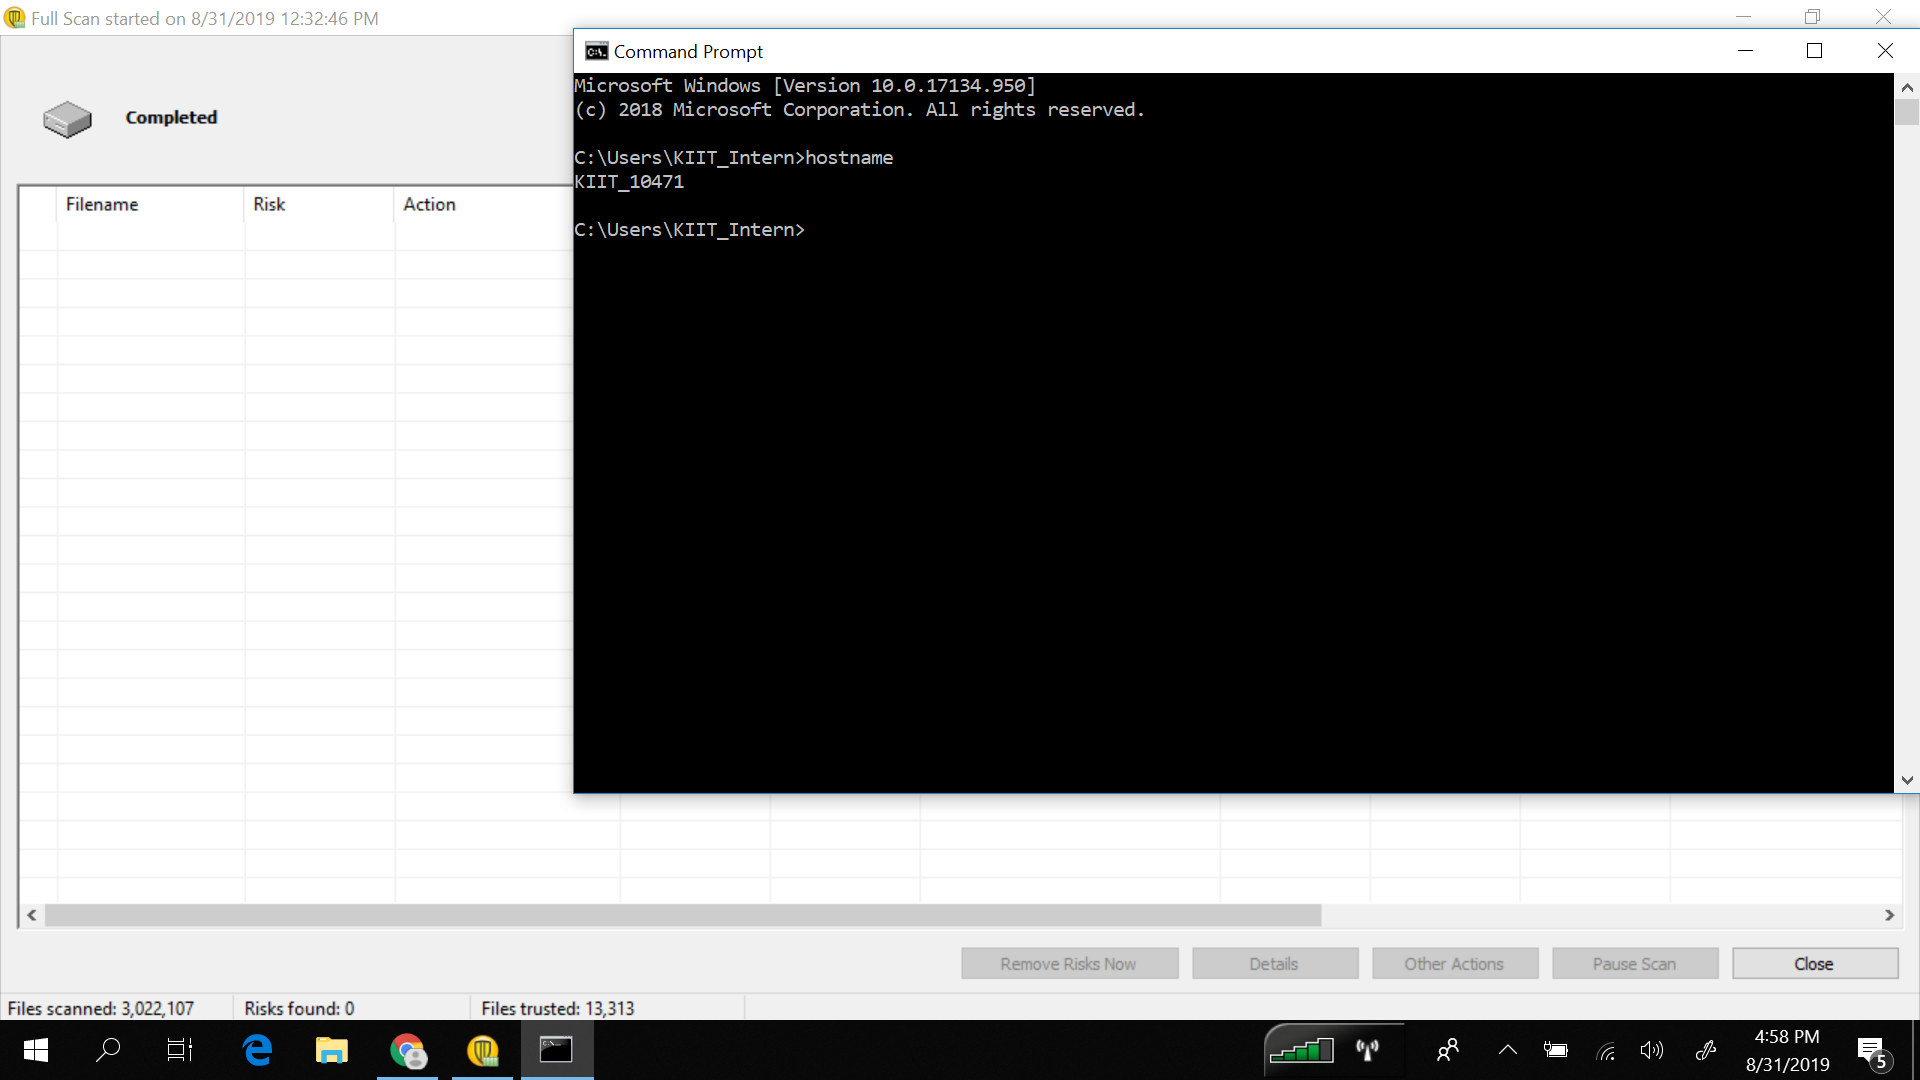 Full Scan started on 8/31/2019 12:32:46 PM
Completed
Filename Risk Action
Command Prompt
Microsoft Windows [Version 10.0.17134.950]
(c) 2018 Microsoft Corporation. All rights reserved.
C:\Users\KIIT_Intern>hostname
KIIT_10471
C:\Users\KIIT_Intern>
Remove Risks Now Details Other Actions Pause Scan Close
Files scanned: 3,022,107 Risks found: 0 Files trusted: 13,313
4:58 PM
8/31/2019
5